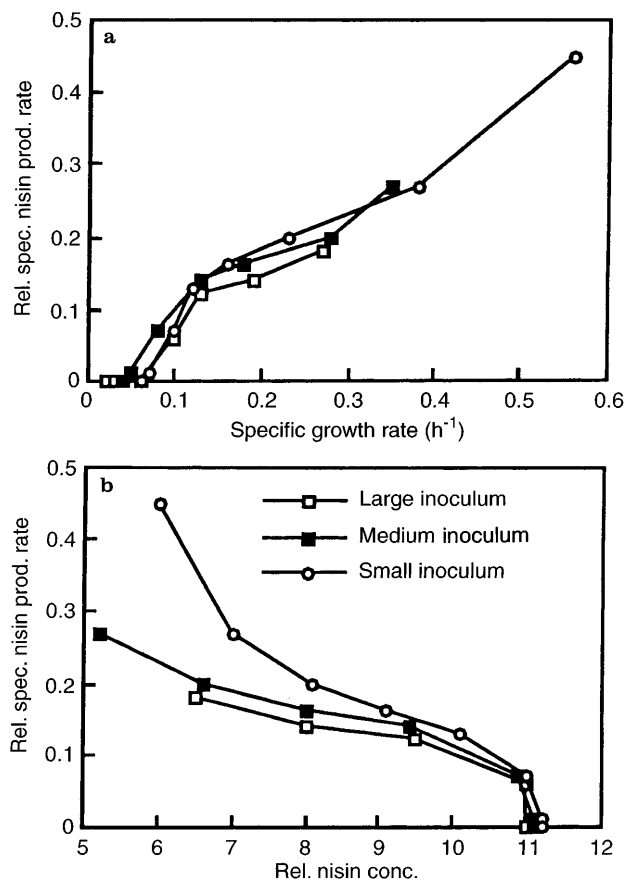 a
Rel. spec. nisin prod. rate
0.5
0.4
0.3
0.2
0.1
0
0 0.1 0.2 0.3 0.4 0.5 0.6
Specific growth rate (h-1)
b
Rel. spec. nisin prod. rate
0.5
0.4
0.3
0.2
0.1
0
Large inoculum
Medium inoculum
Small inoculum
5 6 7 8 9 10 11 12
Rel. nisin conc.